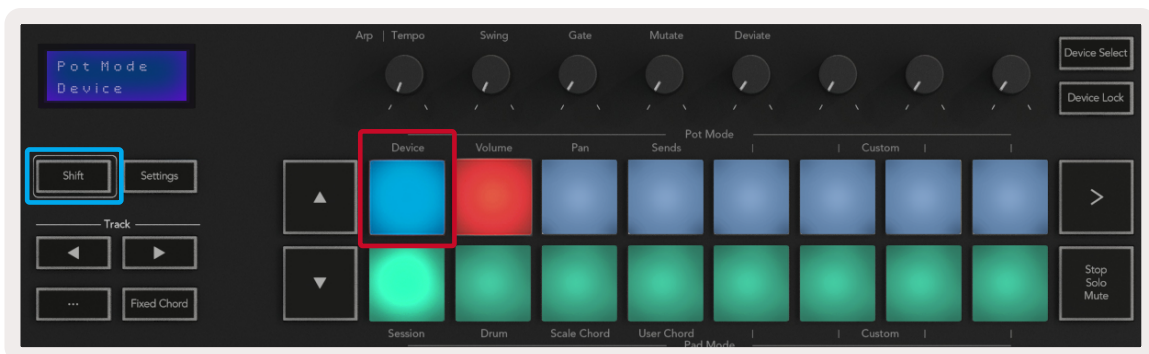 Arp | Tempo Swing Gate Mutate Deviate
Pot Mode
Device
Device Select
Device Lock
Pot Mode
Device Volume Pan Sends | | Custom | |
Shift Settings
▲
>
Track
◀ ▶
▼
Stop
Solo
Mute
... Fixed Chord
Session Drum Scale Chord User Chord | | Custom | |
Pad Mode